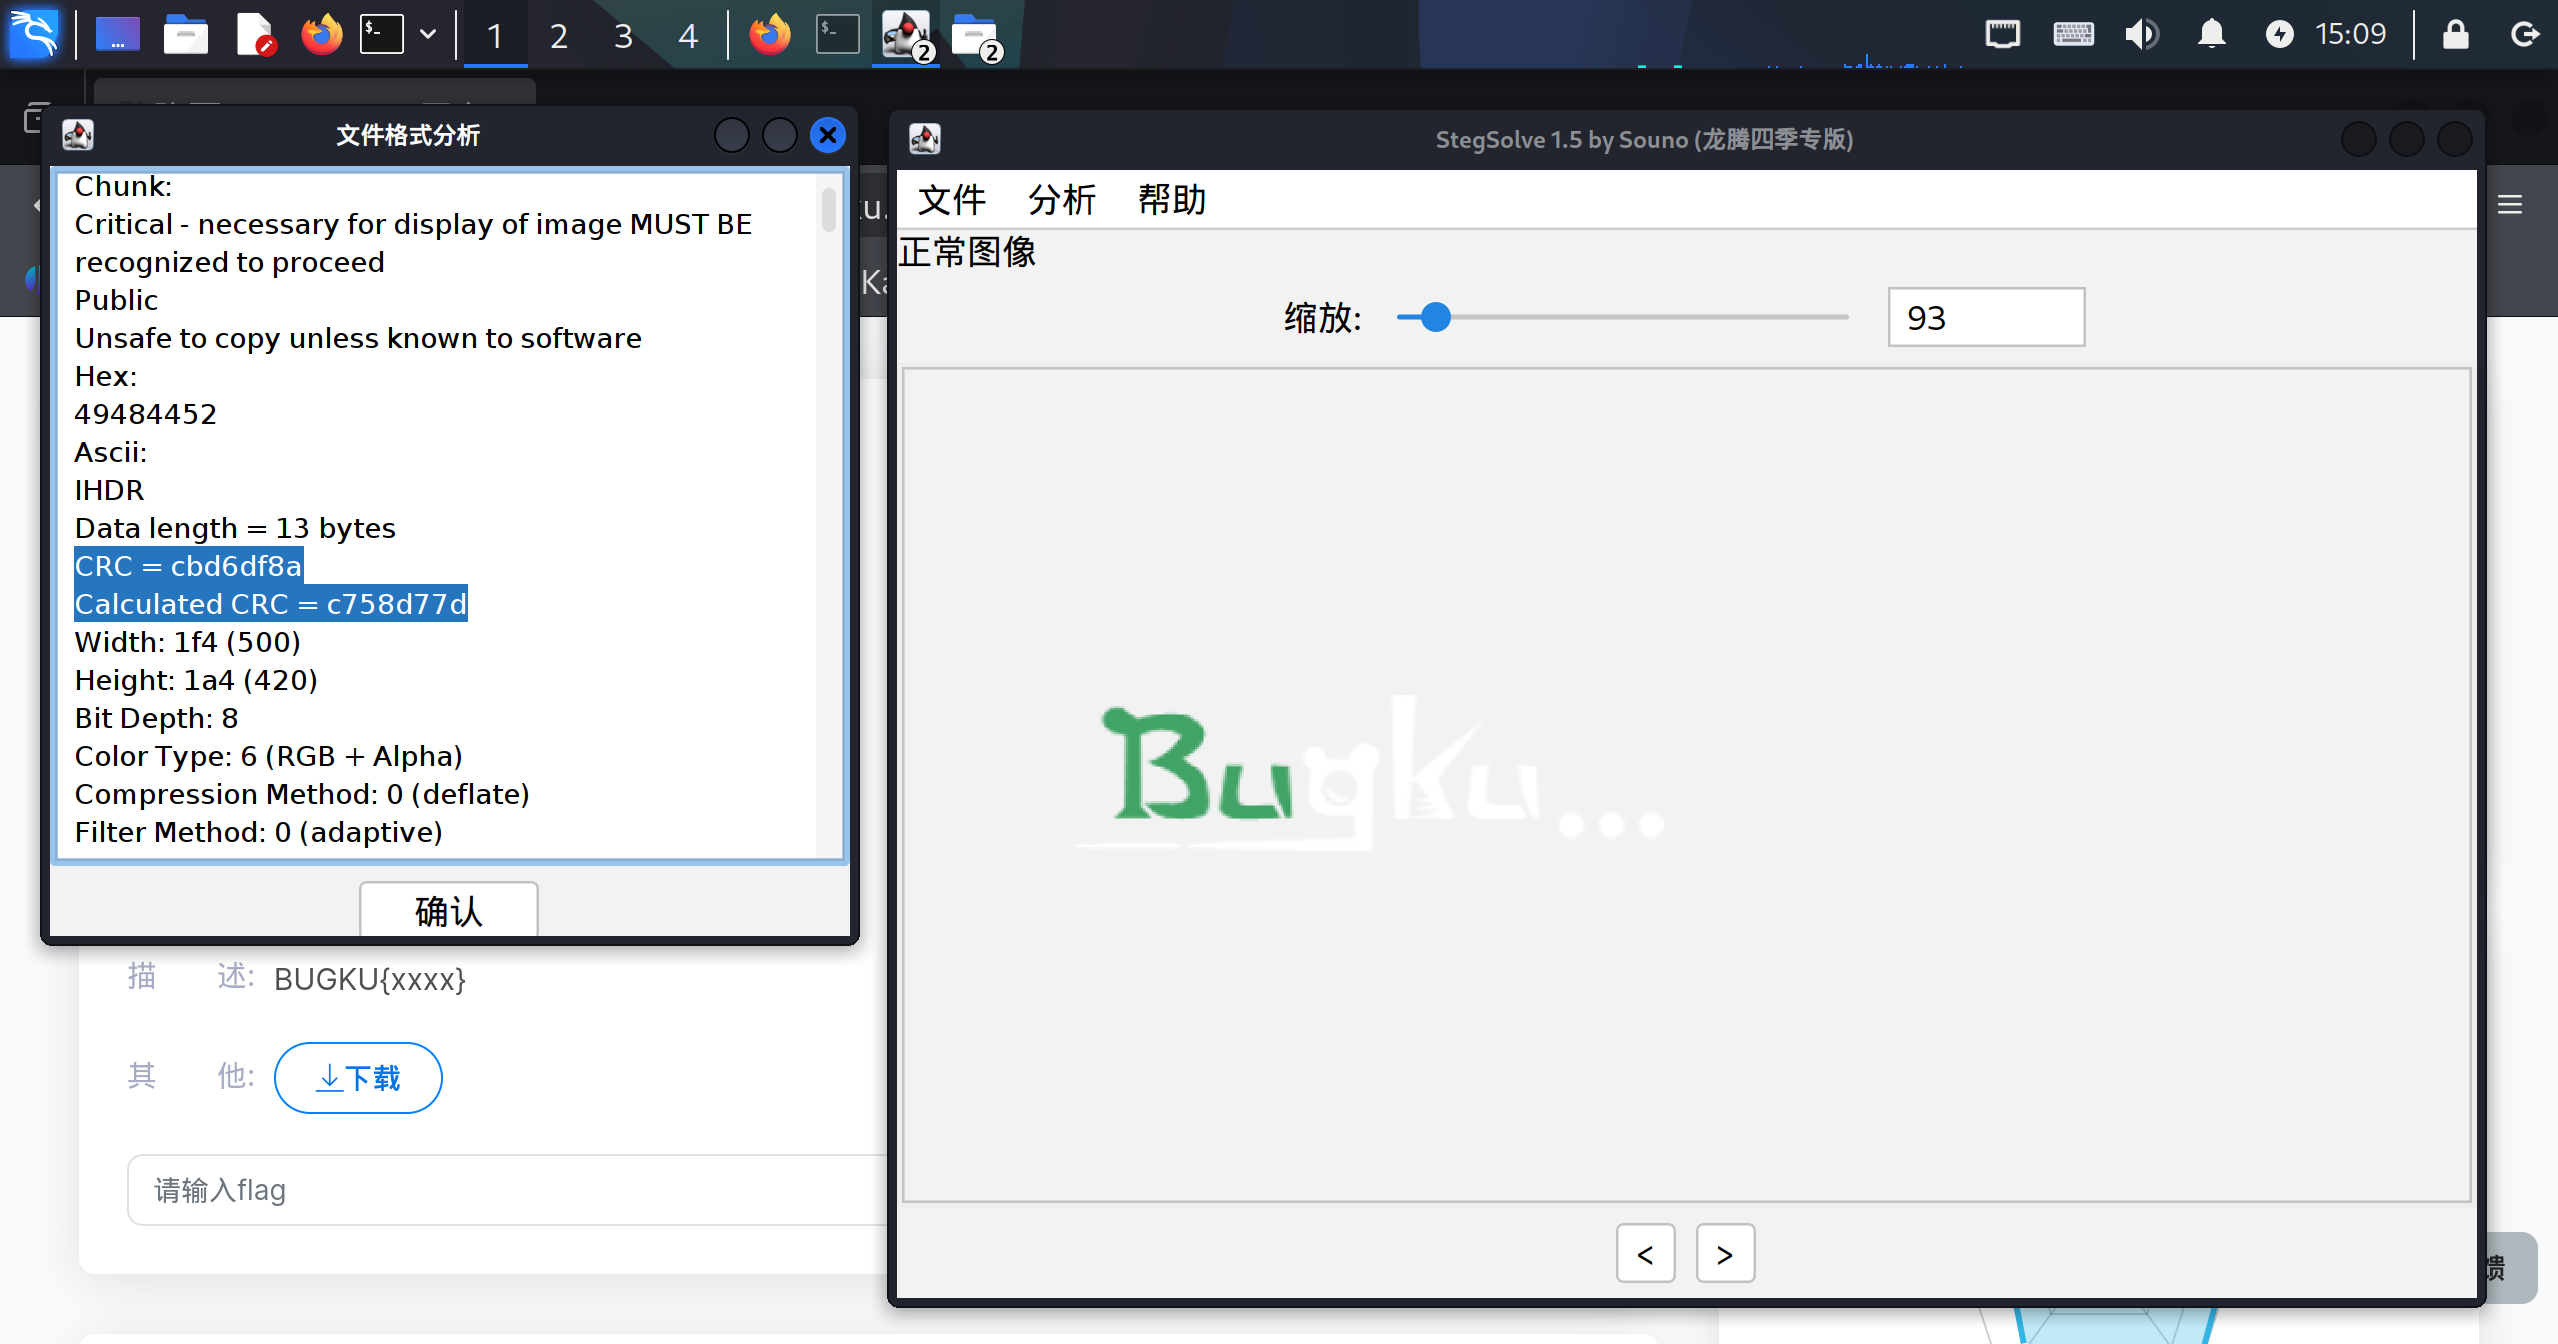 1 2 3 4
2
2
15:09
文件格式分析
Chunk:
Critical - necessary for display of image MUST BE
recognized to proceed
Public
Unsafe to copy unless known to software
Hex:
49484452
Ascii:
IHDR
Data length = 13 bytes
CRC = cbd6df8a
Calculated CRC = c758d77d
Width: 1f4 (500)
Height: 1a4 (420)
Bit Depth: 8
Color Type: 6 (RGB + Alpha)
Compression Method: 0 (deflate)
Filter Method: 0 (adaptive)
确认
StegSolve 1.5 by Souno (龙腾四季专版)
文件 分析 帮助
正常图像
缩放: 93
Bugku...
< >
描 述: BUGKU{xxxx}
其 他: 下载
请输入flag
馈